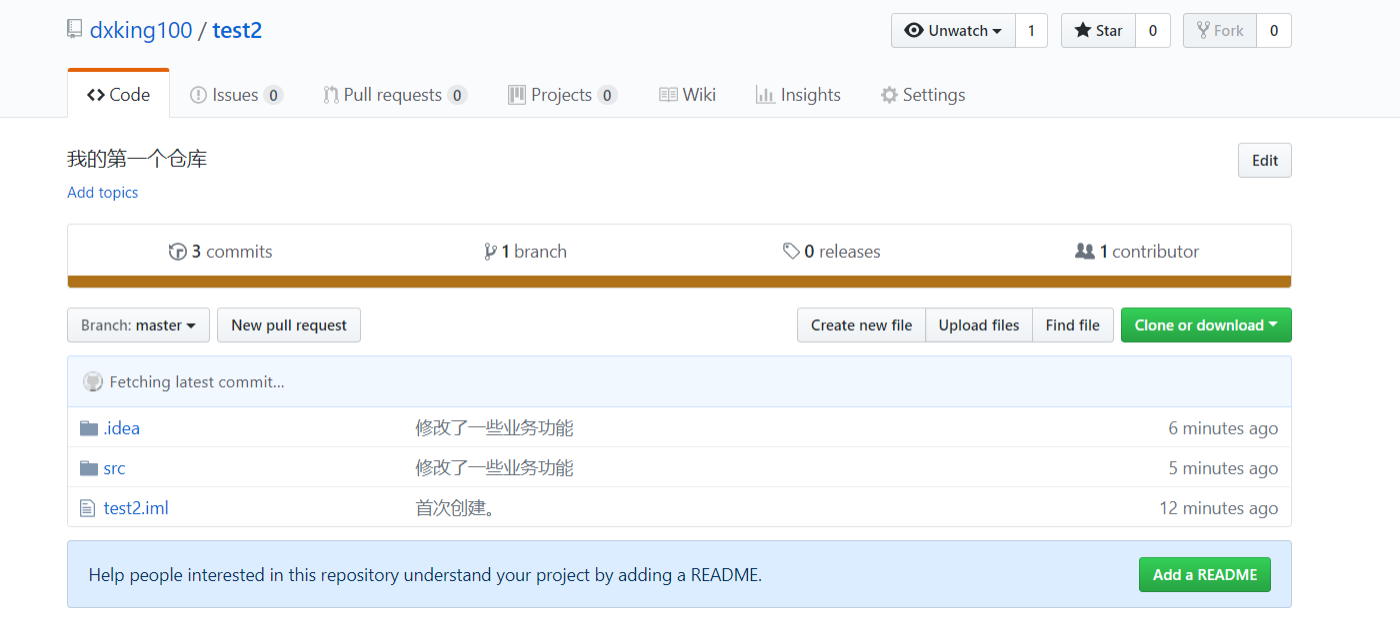 dxking100 / test2 Unwatch 1 Star 0 Fork 0
Code Issues 0 Pull requests 0 Projects 0 Wiki Insights Settings
我的第一个仓库 Edit
Add topics
3 commits 1 branch 0 releases 1 contributor
Branch: master New pull request Create new file Upload files Find file Clone or download
Fetching latest commit...
.idea 修改了一些业务功能 6 minutes ago
src 修改了一些业务功能 5 minutes ago
test2.iml 首次创建。 12 minutes ago
Help people interested in this repository understand your project by adding a README. Add a README